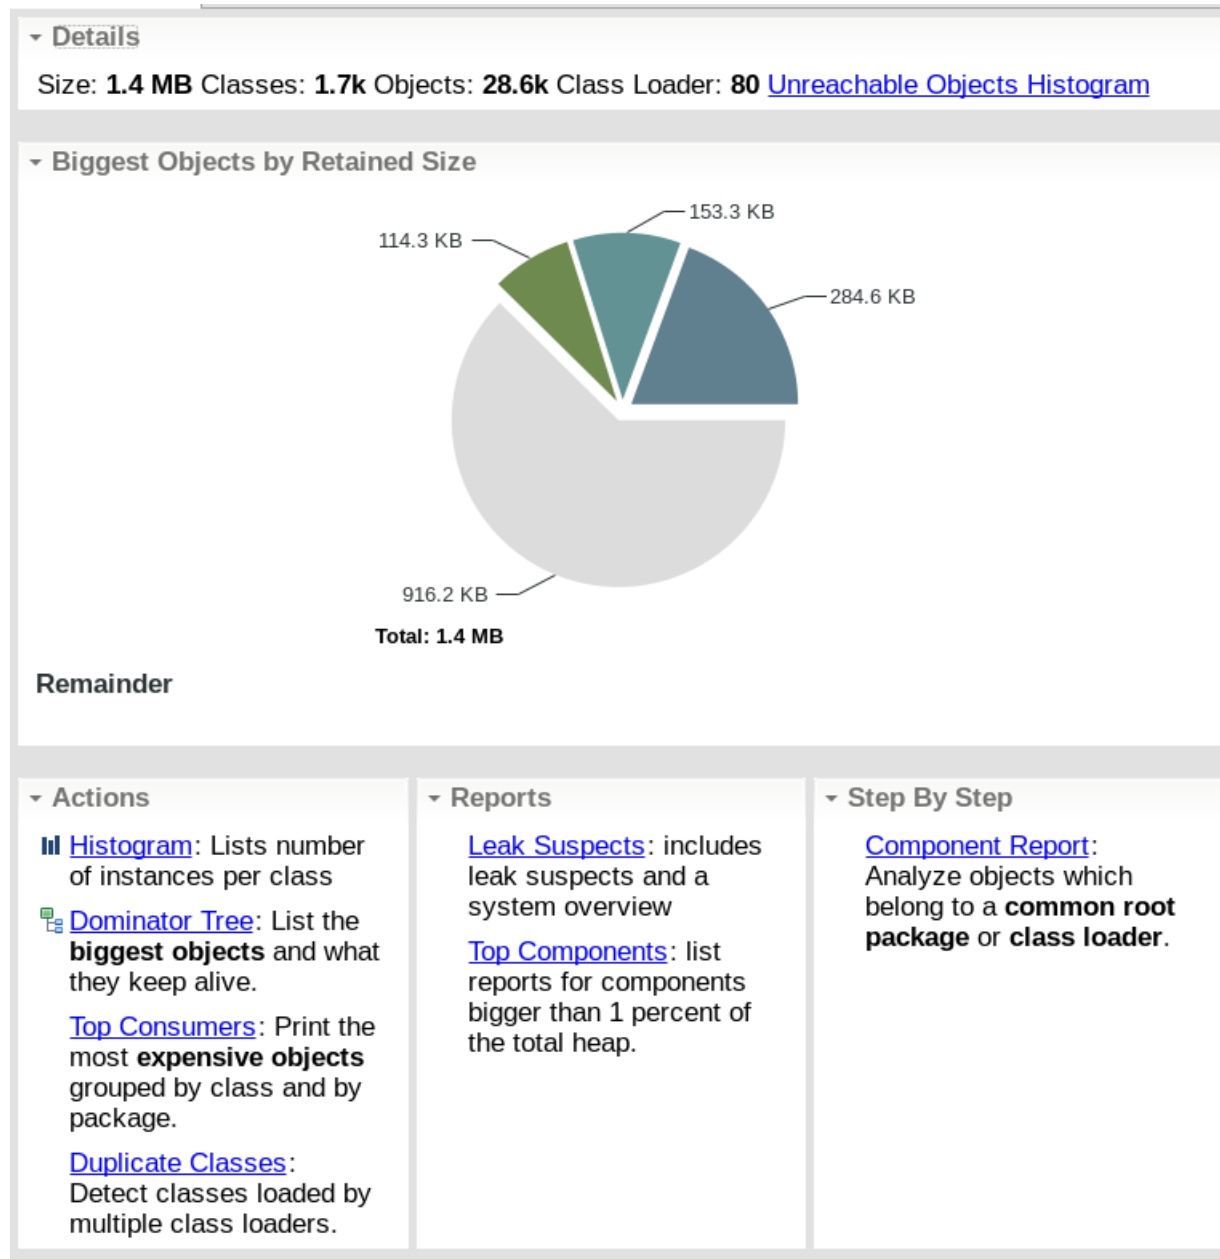 Details
Size: 1.4 MB Classes: 1.7k Objects: 28.6k Class Loader: 80 Unreachable Objects Histogram
Biggest Objects by Retained Size
153.3 KB
114.3 KB
284.6 KB
916.2 KB
Total: 1.4 MB
Remainder
Actions
Histogram: Lists number
of instances per class
Dominator Tree: List the
biggest objects and what
they keep alive.
Top Consumers: Print the
most expensive objects
grouped by class and by
package.
Duplicate Classes:
Detect classes loaded by
multiple class loaders.
Reports
Leak Suspects: includes
leak suspects and a
system overview
Top Components: list
reports for components
bigger than 1 percent of
the total heap.
Step By Step
Component Report:
Analyze objects which
belong to a common root
package or class loader.